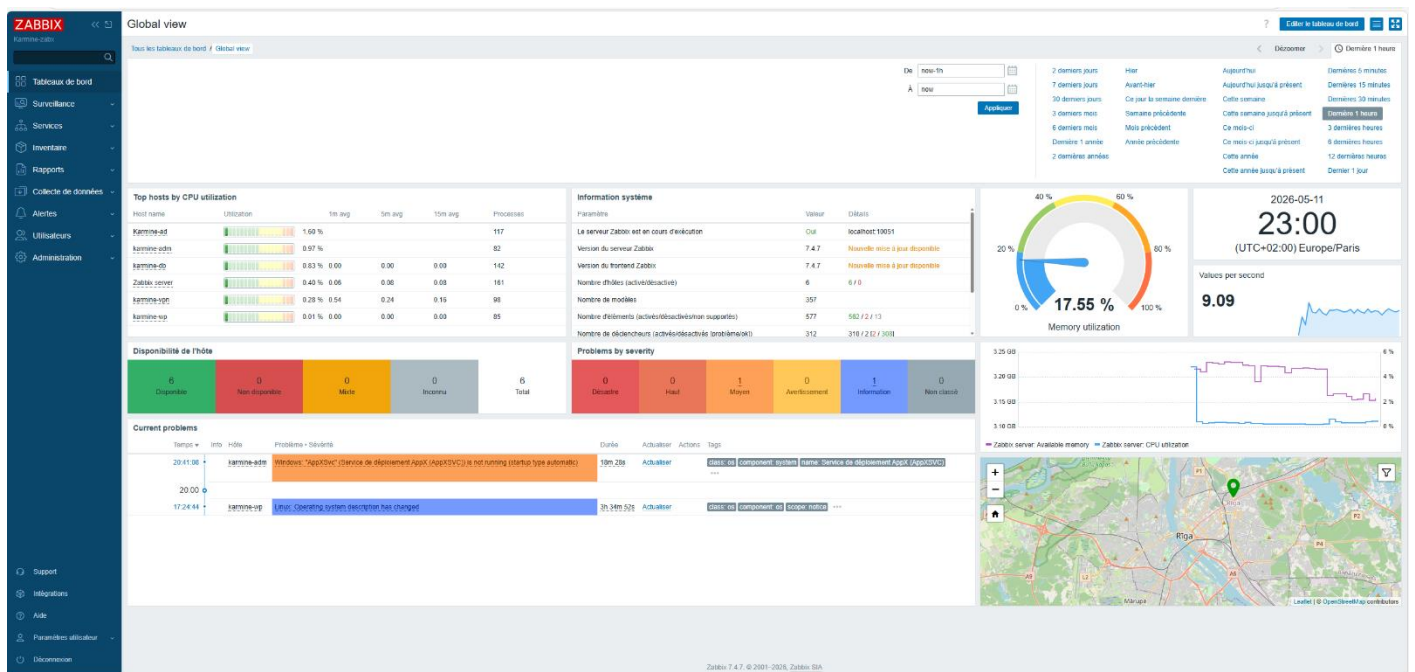 ZABBIX
Karmine-zabx
Tableaux de bord
Surveillance
Services
Inventaire
Rapports
Collecte de données
Alertes
Utilisateurs
Administration
Support
Intégrations
Aide
Paramètres utilisateur
Déconnexion
Global view
? Editer le tableau de bord
Tous les tableaux de bord / Global view
Dézoomer Dernière 1 heure
De now-1h
À now
Appliquer
2 derniers jours Hier Aujourd'hui Dernières 5 minutes
7 derniers jours Avant-hier Aujourd'hui jusqu'à présent Dernières 15 minutes
30 derniers jours Ce jour la semaine dernière Cette semaine Dernières 30 minutes
3 derniers mois Semaine précédente Cette semaine jusqu'à présent Dernière 1 heure
6 derniers mois Mois précédent Ce mois-ci 3 dernières heures
Dernière 1 année Année précédente Ce mois-ci jusqu'à présent 6 dernières heures
2 dernières années Cette année 12 dernières heures
Cette année jusqu'à présent Dernier 1 jour
Top hosts by CPU utilization
Host name Utilization 1m avg 5m avg 15m avg Processes
Karmine-ad 1.60 % 117
karmine-adm 0.97 % 82
karmine-db 0.83 % 0.00 0.00 0.00 142
Zabbix server 0.40 % 0.06 0.08 0.08 181
karmine-vpn 0.28 % 0.54 0.24 0.16 98
karmine-wp 0.01 % 0.00 0.00 0.00 85
Information système
Paramètre Valeur Détails
Le serveur Zabbix est en cours d'exécution Oui localhost:10051
Version du serveur Zabbix 7.4.7 Nouvelle mise à jour disponible
Version du frontend Zabbix 7.4.7 Nouvelle mise à jour disponible
Nombre d'hôtes (activé/désactivé) 6 6 / 0
Nombre de modèles 357
Nombre d'éléments (activés/désactivés/non supportés) 577 562 / 2 / 13
Nombre de déclencheurs (activés/désactivés [problème/ok]) 312 310 / 2 [2 / 308]
0% 20 % 40 % 60 % 80 % 100 %
17.55 %
Memory utilization
2026-05-11
23:00
(UTC+02:00) Europe/Paris
Values per second
9.09
Disponibilité de l'hôte
6 0 0 0 6
Disponible Non disponible Mixte Inconnu Total
Problems by severity
0 0 1 0 1 0
Désastre Haut Moyen Avertissement Information Non classé
3.25 GB 6 %
3.20 GB 4 %
3.15 GB 2 %
3.10 GB 0 %
Zabbix server: Available memory Zabbix server: CPU utilization
Current problems
Temps Info Hôte Problème • Sévérité Durée Actualiser Actions Tags
20:41:08 karmine-adm Windows: "AppXSvc" (Service de déploiement AppX (AppXSVC)) is not running (startup type automatic) 18m 28s Actualiser class: os component: system name: Service de déploiement AppX (AppXSVC)
20:00
17:24:44 karmine-wp Linux: Operating system description has changed 3h 34m 52s Actualiser class: os component: os scope: notice
+
−
P1
P2
Rīga
P4
A9
L2
A6
Mārupe
Leaflet | © OpenStreetMap contributors
Zabbix 7.4.7. © 2001–2026, Zabbix SIA